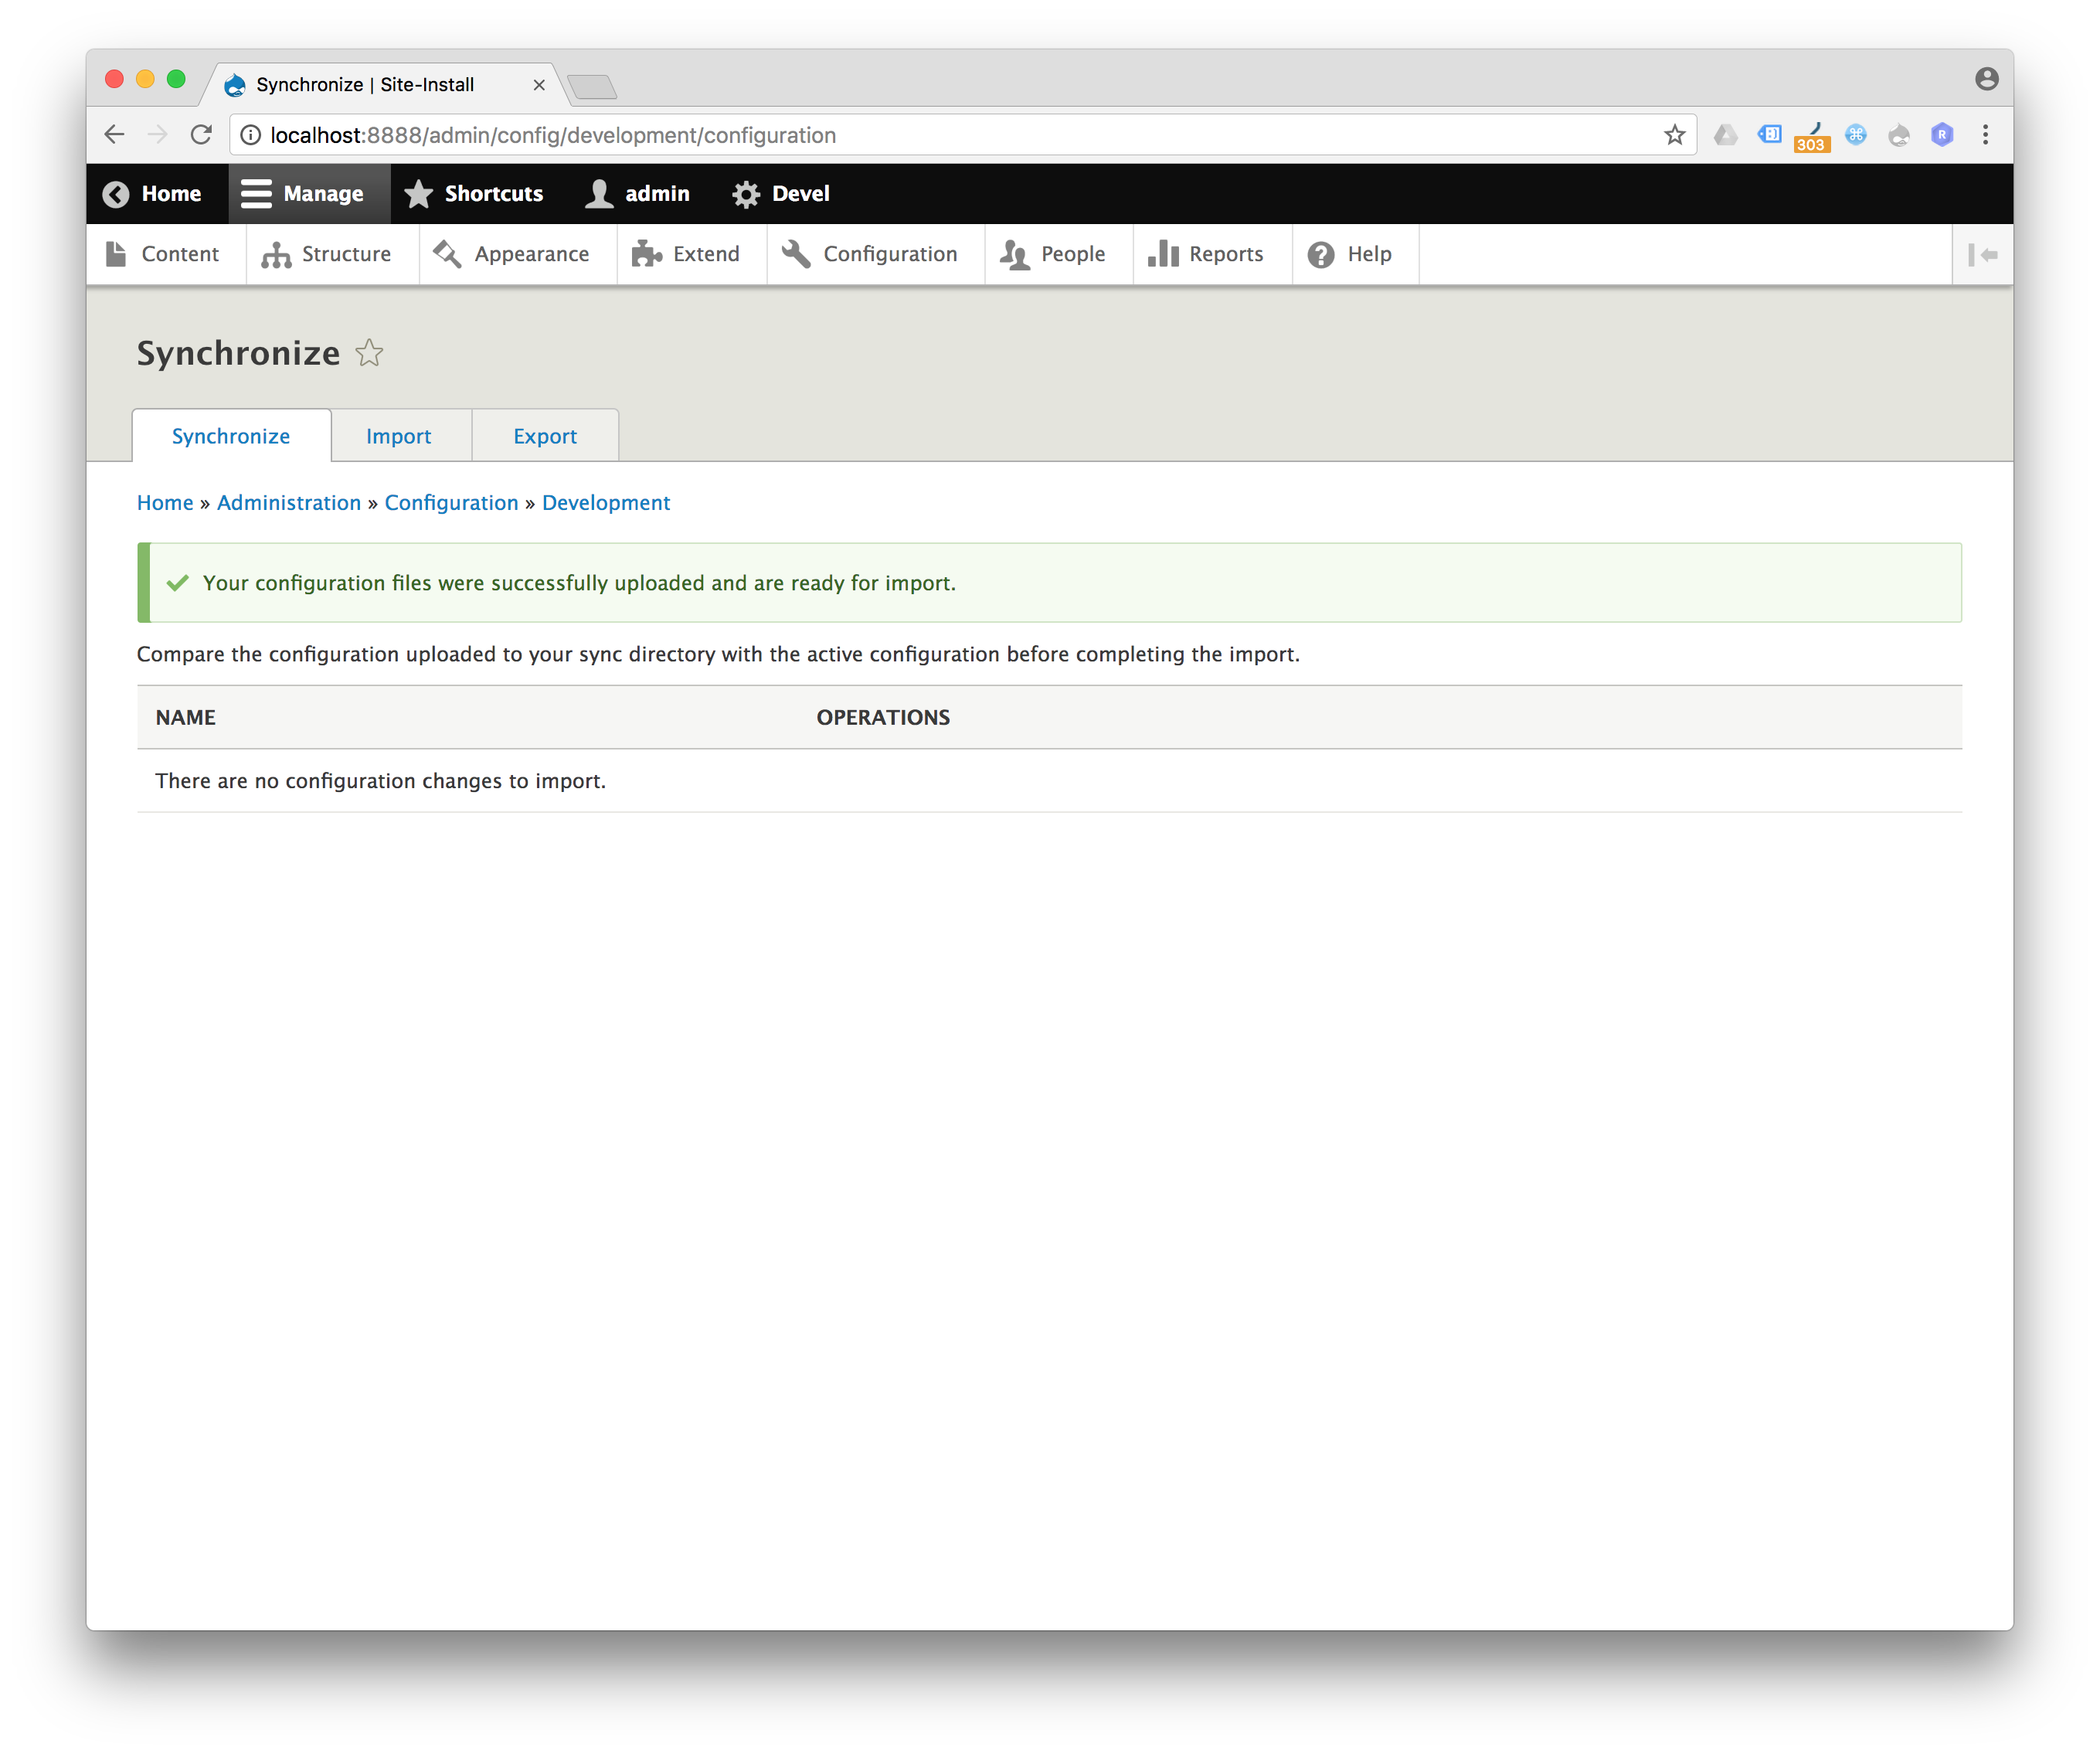 Synchronize | Site-Install
localhost:8888/admin/config/development/configuration
303
R
Home Manage Shortcuts admin Devel
Content Structure Appearance Extend Configuration People Reports Help
Synchronize
Synchronize Import Export
Home » Administration » Configuration » Development
Your configuration files were successfully uploaded and are ready for import.
Compare the configuration uploaded to your sync directory with the active configuration before completing the import.
NAME OPERATIONS
There are no configuration changes to import.